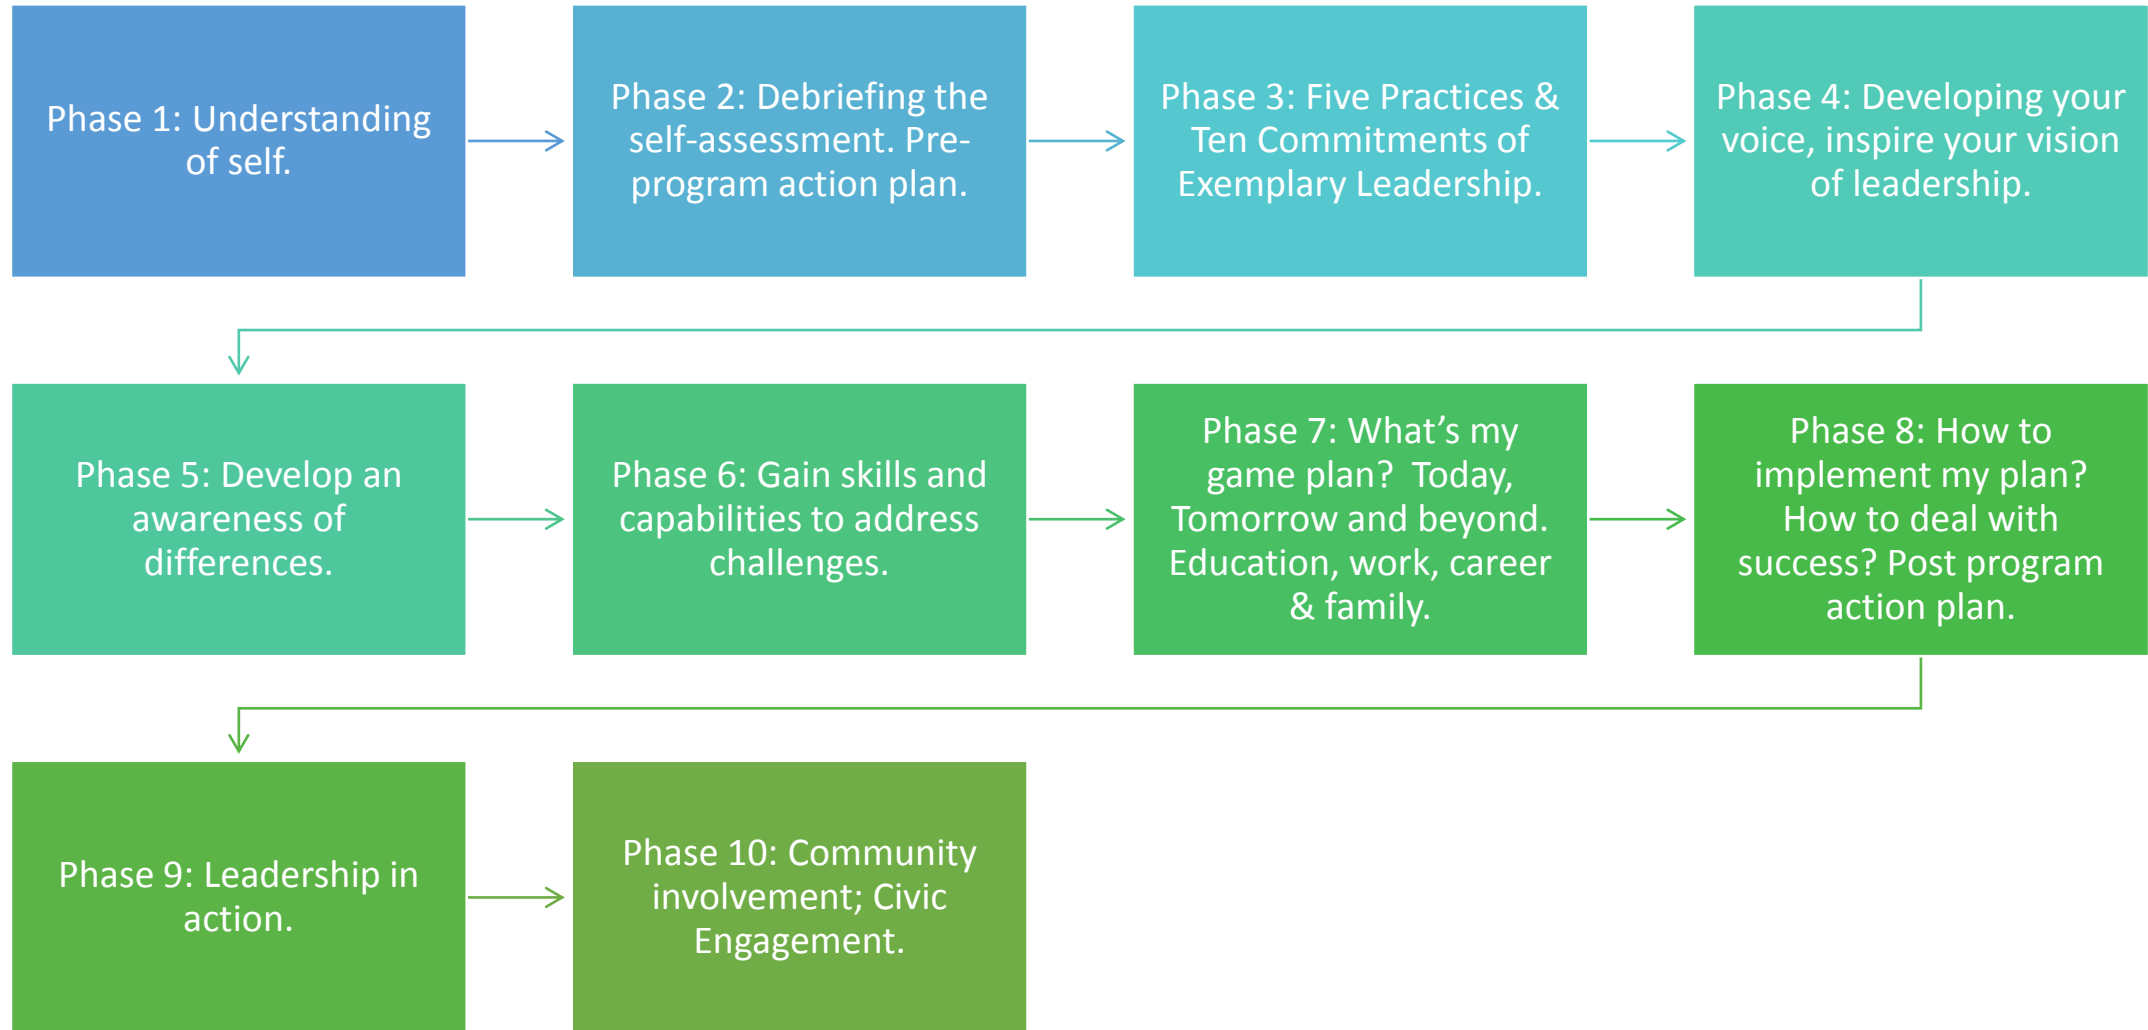 Phase 1: Understanding
of self.
Phase 2: Debriefing the
self-assessment. Pre-
program action plan.
Phase 3: Five Practices &
Ten Commitments of
Exemplary Leadership.
Phase 4: Developing your
voice, inspire your vision
of leadership.
Phase 5: Develop an
awareness of
differences.
Phase 6: Gain skills and
capabilities to address
challenges.
Phase 7: What’s my
game plan?  Today,
Tomorrow and beyond.
Education, work, career
& family.
Phase 8: How to
implement my plan?
How to deal with
success? Post program
action plan.
Phase 9: Leadership in
action.
Phase 10: Community
involvement; Civic
Engagement.